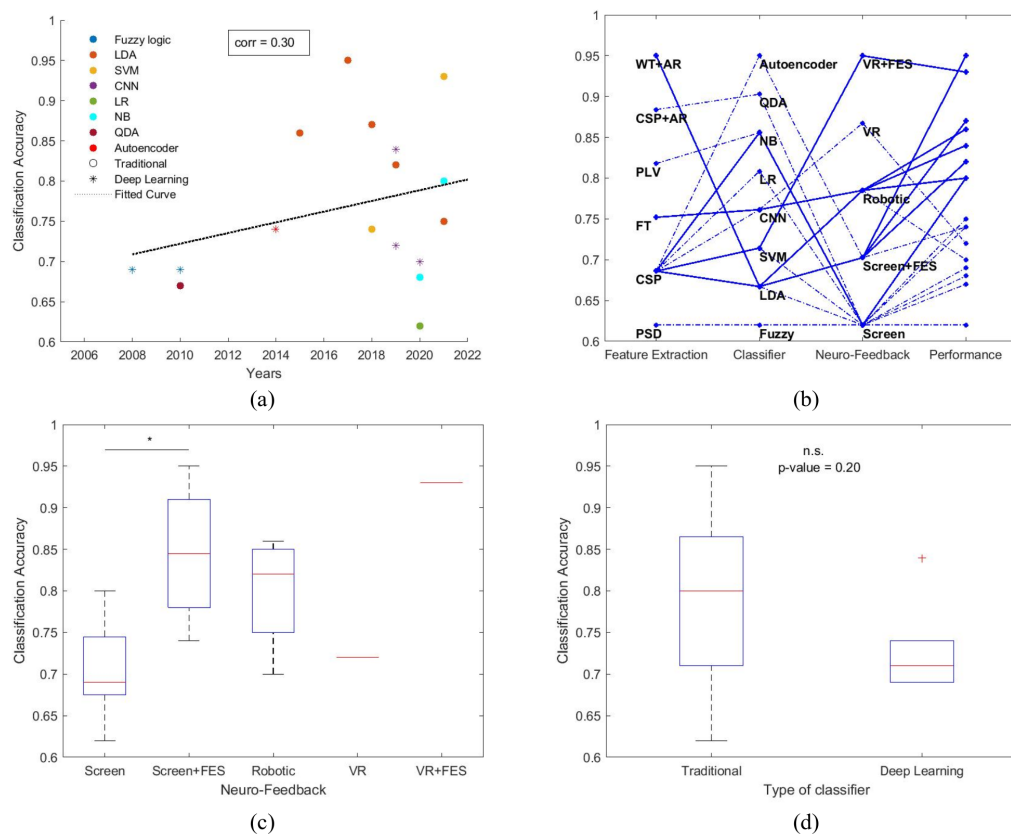 1
0.95
0.9
0.85
0.8
0.75
0.7
0.65
0.6
Classification Accuracy
corr = 0.30
Fuzzy logic
LDA
SVM
CNN
LR
NB
QDA
Autoencoder
Traditional
Deep Learning
Fitted Curve
2006 2008 2010 2012 2014 2016 2018 2020 2022
Years
(a)
1
0.95
0.9
0.85
0.8
0.75
0.7
0.65
0.6
WT+AR
CSP+AR
PLV
FT
CSP
PSD
Autoencoder
QDA
NB
LR
CNN
SVM
LDA
Fuzzy
VR+FES
VR
Robotic
Screen+FES
Screen
Feature Extraction Classifier Neuro-Feedback Performance
(b)
1
0.95
0.9
0.85
0.8
0.75
0.7
0.65
0.6
Classification Accuracy
*
Screen Screen+FES Robotic VR VR+FES
Neuro-Feedback
(c)
1
0.95
0.9
0.85
0.8
0.75
0.7
0.65
0.6
Classification Accuracy
n.s.
p-value = 0.20
Traditional Deep Learning
Type of classifier
(d)